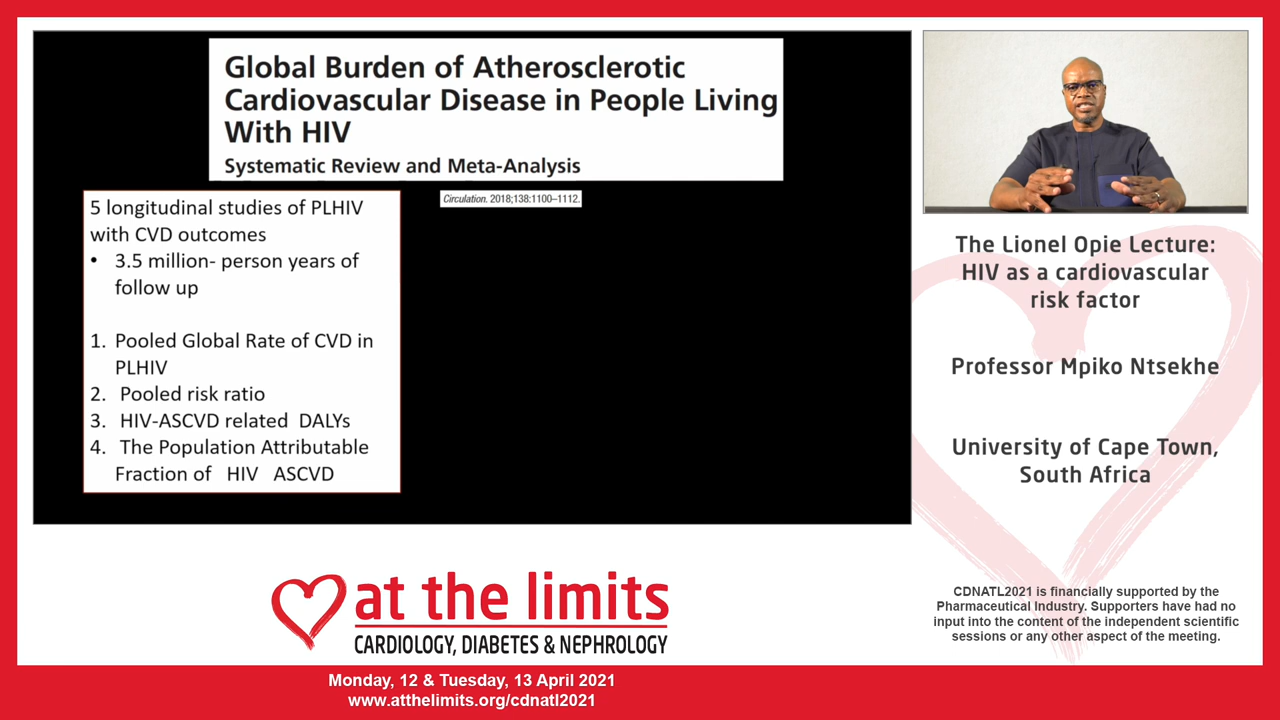 Global Burden of Atherosclerotic
Cardiovascular Disease in People Living
With HIV
Systematic Review and Meta-Analysis
Circulation. 2018;138:1100–1112.
5 longitudinal studies of PLHIV
with CVD outcomes
• 3.5 million- person years of
follow up
1. Pooled Global Rate of CVD in
PLHIV
2. Pooled risk ratio
3. HIV-ASCVD related DALYs
4. The Population Attributable
Fraction of HIV ASCVD
The Lionel Opie Lecture:
HIV as a cardiovascular
risk factor
Professor Mpiko Ntsekhe
University of Cape Town,
South Africa
CDNATL2021 is financially supported by the
Pharmaceutical Industry. Supporters have had no
input into the content of the independent scientific
sessions or any other aspect of the meeting.
at the limits
CARDIOLOGY, DIABETES & NEPHROLOGY
Monday, 12 & Tuesday, 13 April 2021
www.atthelimits.org/cdnatl2021